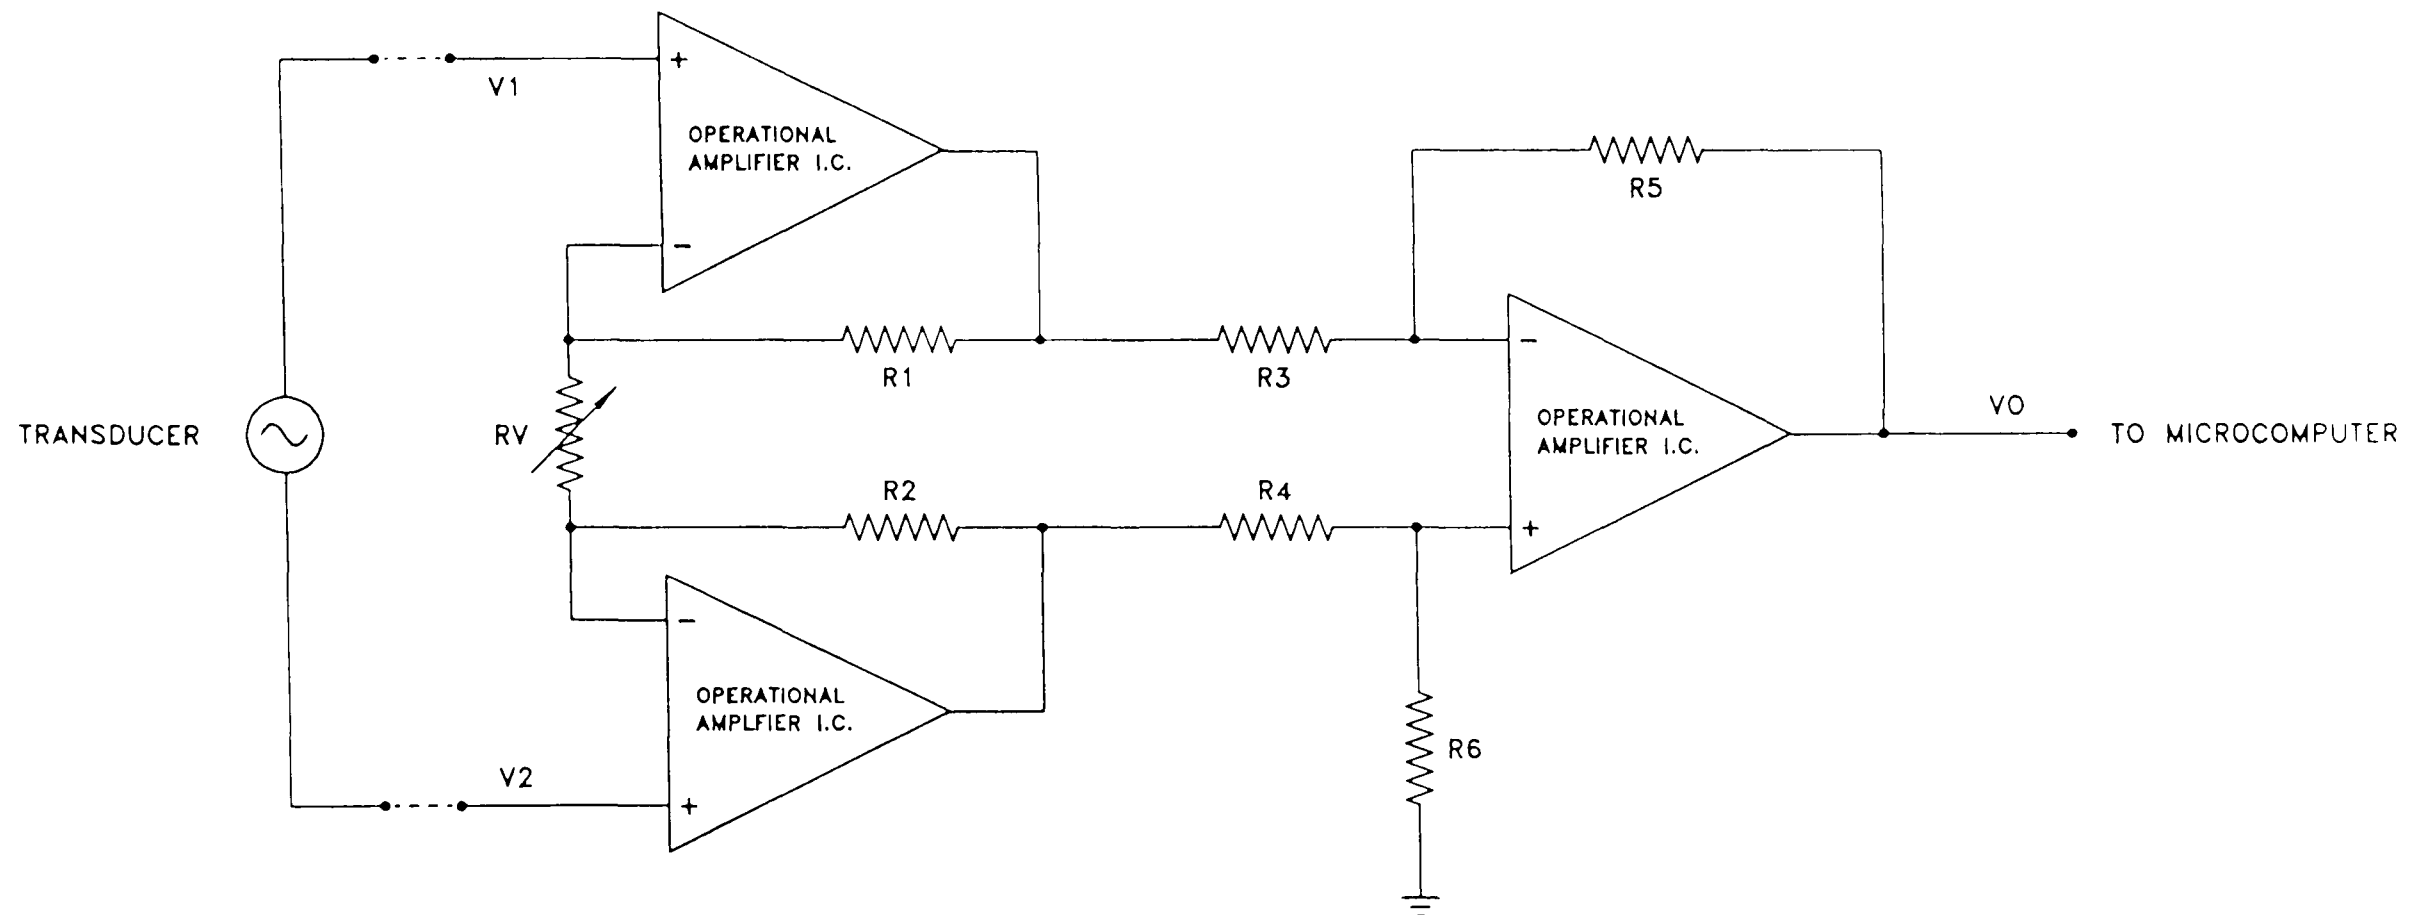 V1
+
OPERATIONAL
AMPLIFIER I.C.
R5
-
R1
R3
-
TRANSDUCER
RV
OPERATIONAL
AMPLIFIER I.C.
VO
TO MICROCOMPUTER
R2
R4
+
-
OPERATIONAL
AMPLFIER I.C.
R6
V2
+